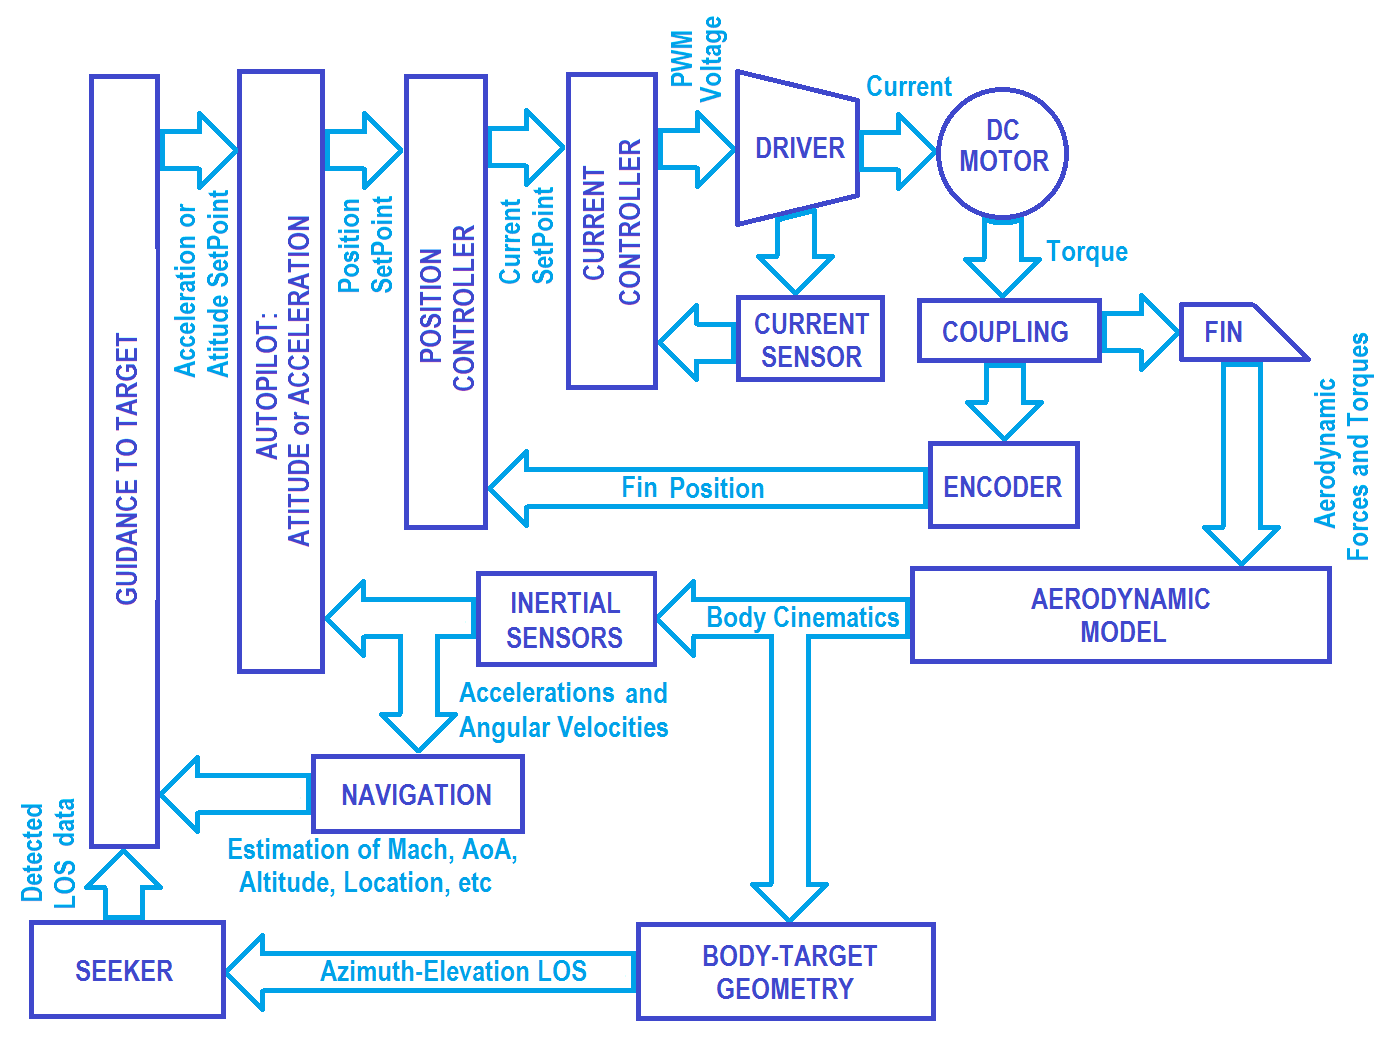 PWM
Voltage
Current
DRIVER
DC
MOTOR
Acceleration or
Atitude SetPoint
Position
SetPoint
Current
SetPoint
GUIDANCE TO TARGET
AUTOPILOT:
ATITUDE or ACCELERATION
POSITION
CONTROLLER
CURRENT
CONTROLLER
Torque
CURRENT
SENSOR
COUPLING
FIN
Aerodynamic
Forces and Torques
Fin Position
ENCODER
INERTIAL
SENSORS
Body Cinematics
AERODYNAMIC
MODEL
Accelerations and
Angular Velocities
NAVIGATION
Estimation of Mach, AoA,
Altitude, Location, etc
Detected
LOS data
SEEKER
Azimuth-Elevation LOS
BODY-TARGET
GEOMETRY